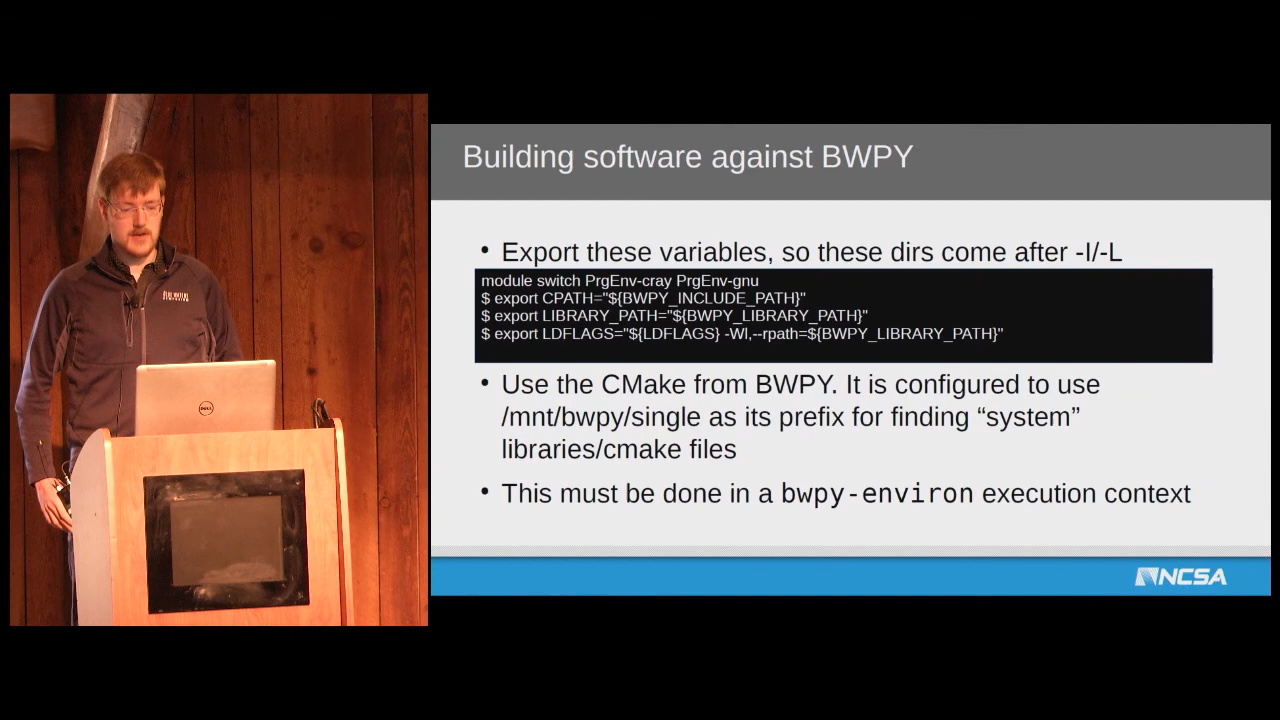 Building software against BWPY
• Export these variables, so these dirs come after -I/-L
module switch PrgEnv-cray PrgEnv-gnu
$ export CPATH="${BWPY_INCLUDE_PATH}"
$ export LIBRARY_PATH="${BWPY_LIBRARY_PATH}"
$ export LDFLAGS="${LDFLAGS} -Wl,--rpath=${BWPY_LIBRARY_PATH}"
• Use the CMake from BWPY. It is configured to use
/mnt/bwpy/single as its prefix for finding “system”
libraries/cmake files
• This must be done in a bwpy-environ execution context
NCSA
BLUE WATERS
DELL